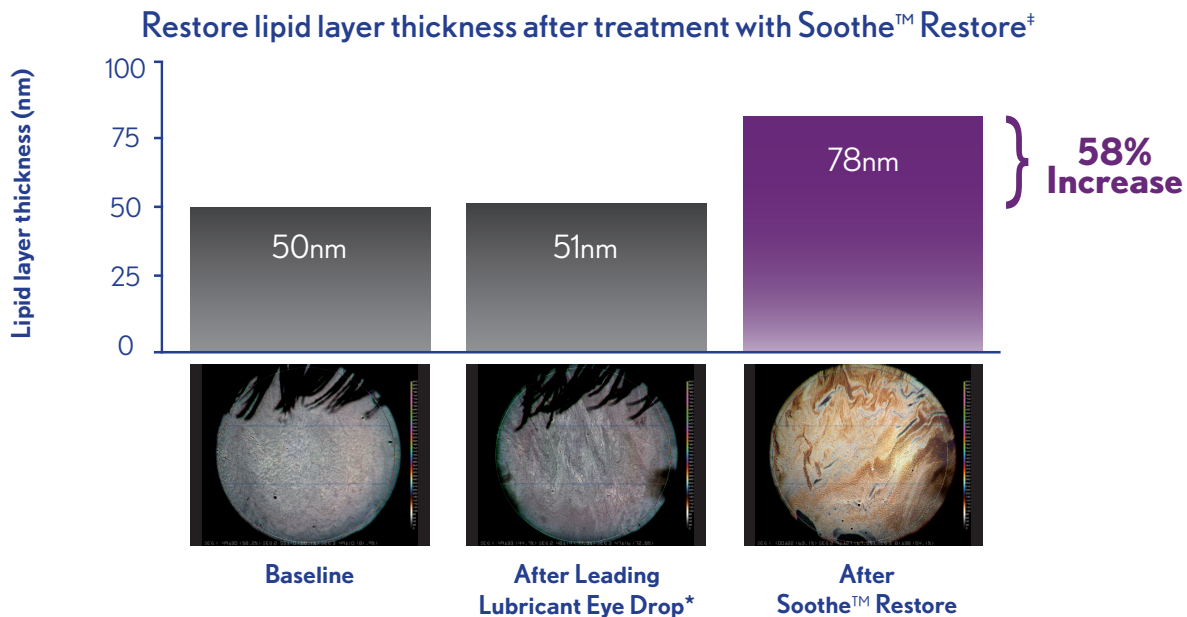 Restore lipid layer thickness after treatment with Soothe™ Restore‡
Lipid layer thickness (nm)
100
75
50
25
0
50nm
51nm
78nm
58%
Increase
Baseline
After Leading
Lubricant Eye Drop*
After
Soothe™ Restore